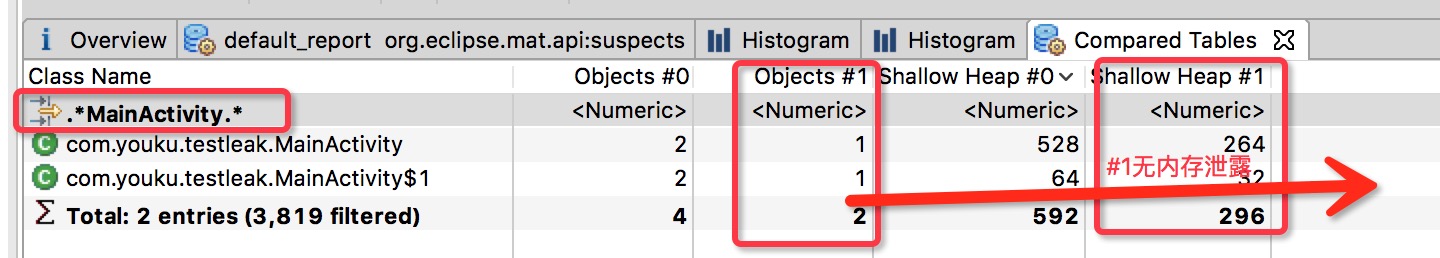 Overview default_report org.eclipse.mat.api:suspects Histogram Histogram Compared Tables
Class Name Objects #0 Objects #1 Shallow Heap #0 Shallow Heap #1
.*MainActivity.* <Numeric> <Numeric> <Numeric> <Numeric>
com.youku.testleak.MainActivity 2 1 528 264
#1无内存泄露
com.youku.testleak.MainActivity$1 2 1 64 32
Total: 2 entries (3,819 filtered) 4 2 592 296